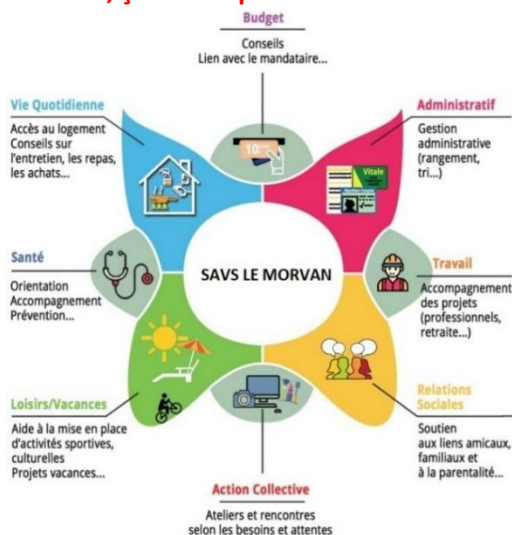 Budget
Conseils
Lien avec le mandataire...
Vie Quotidienne
Accès au logement
Conseils sur
l'entretien, les repas,
les achats...
Administratif
Gestion
administrative
(rangement,
tri...)
10
Vitale
Santé
Orientation
Accompagnement
Prévention...
SAVS LE MORVAN
Travail
Accompagnement
des projets
(professionnels,
retraite...)
Loisirs/Vacances
Aide à la mise en place
d'activités sportives,
culturelles
Projets vacances...
Relations
Sociales
Soutien
aux liens amicaux,
familiaux et
à la parentalité...
Action Collective
Ateliers et rencontres
selon les besoins et attentes